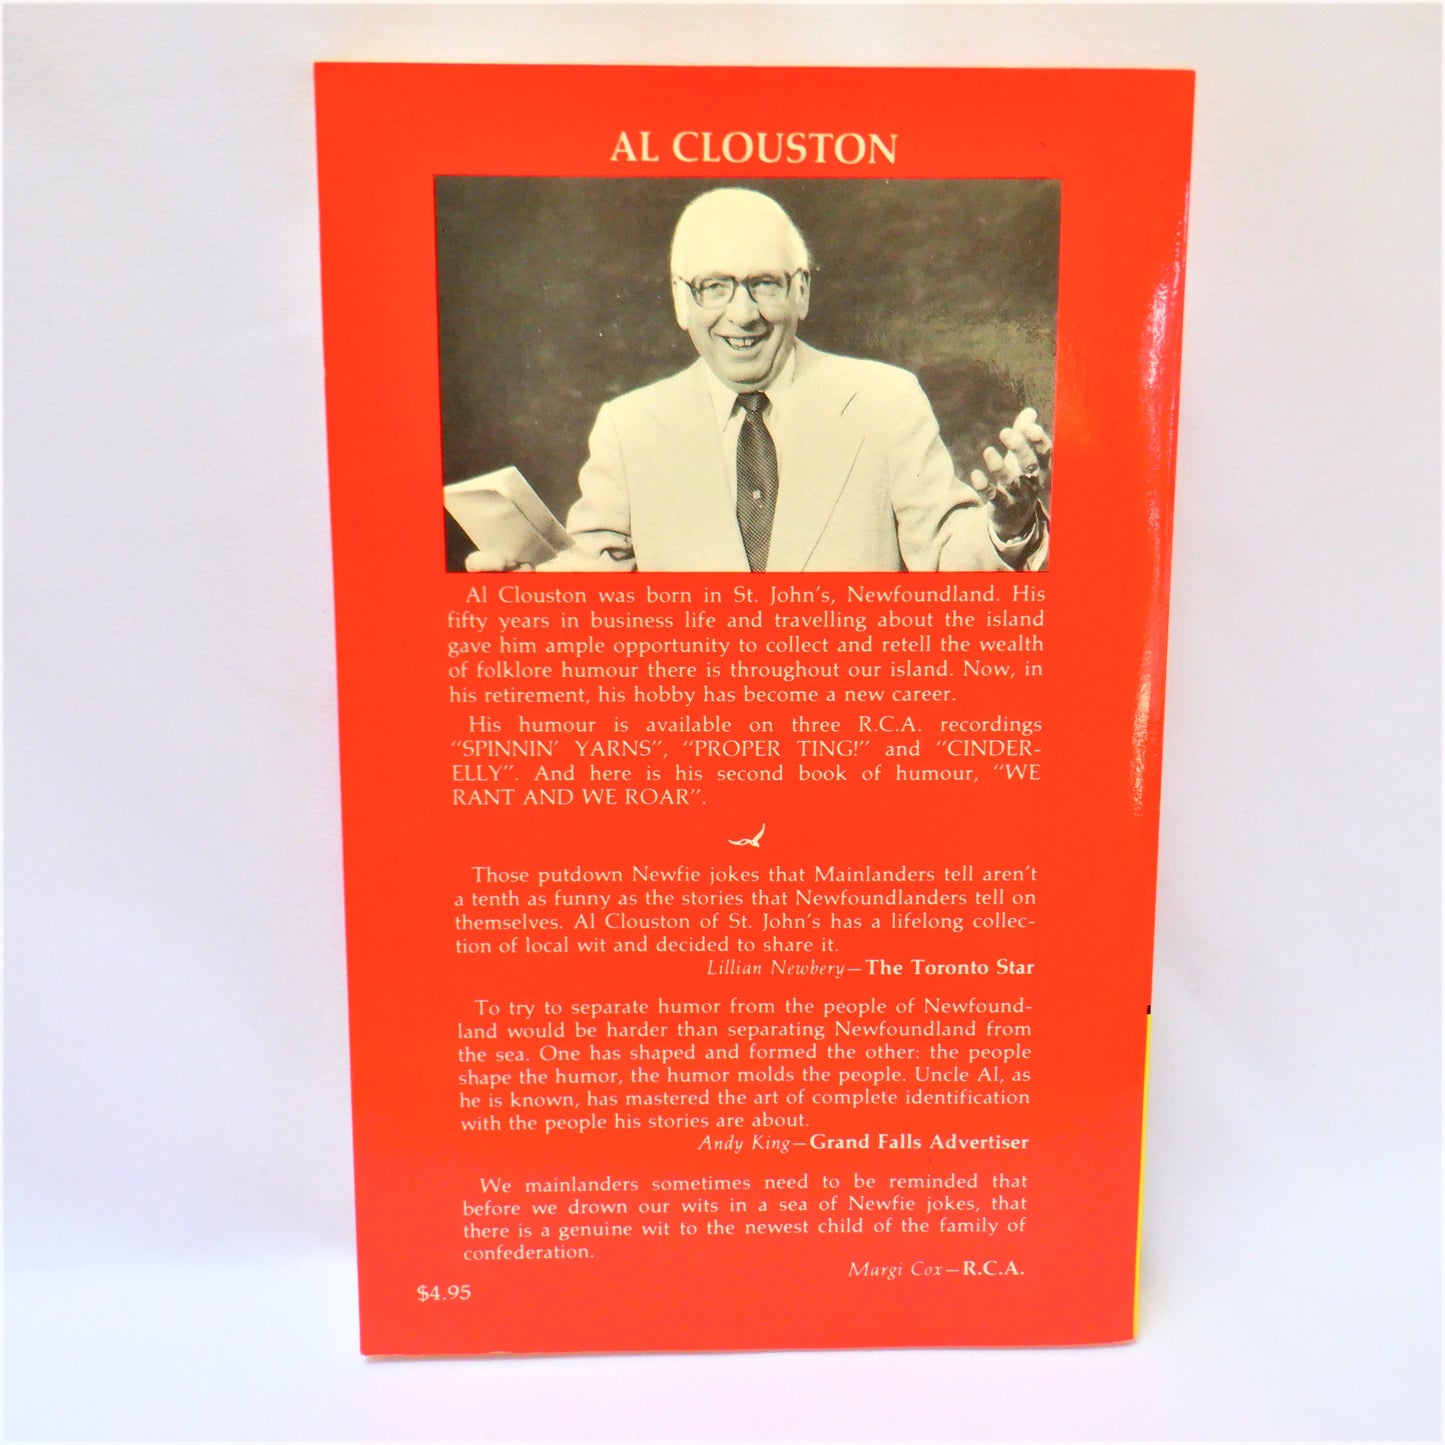 AL CLOUSTON
Al Clouston was born in St. John's, Newfoundland. His
fifty years in business life and travelling about the island
gave him ample opportunity to collect and retell the wealth
of folklore humour there is throughout our island. Now, in
his retirement, his hobby has become a new career.
His humour is available on three R.C.A. recordings
"SPINNIN' YARNS", "PROPER TING!" and "CINDER-
ELLY". And here is his second book of humour, "WE
RANT AND WE ROAR".
Those putdown Newfie jokes that Mainlanders tell aren't
a tenth as funny as the stories that Newfoundlanders tell on
themselves. Al Clouston of St. John's has a lifelong collec-
tion of local wit and decided to share it.
Lillian Newbery—The Toronto Star
To try to separate humor from the people of Newfound-
land would be harder than separating Newfoundland from
the sea. One has shaped and formed the other: the people
shape the humor, the humor molds the people. Uncle Al, as
he is known, has mastered the art of complete identification
with the people his stories are about.
Andy King—Grand Falls Advertiser
We mainlanders sometimes need to be reminded that
before we drown our wits in a sea of Newfie jokes, that
there is a genuine wit to the newest child of the family of
confederation.
Margi Cox—R.C.A.
$4.95